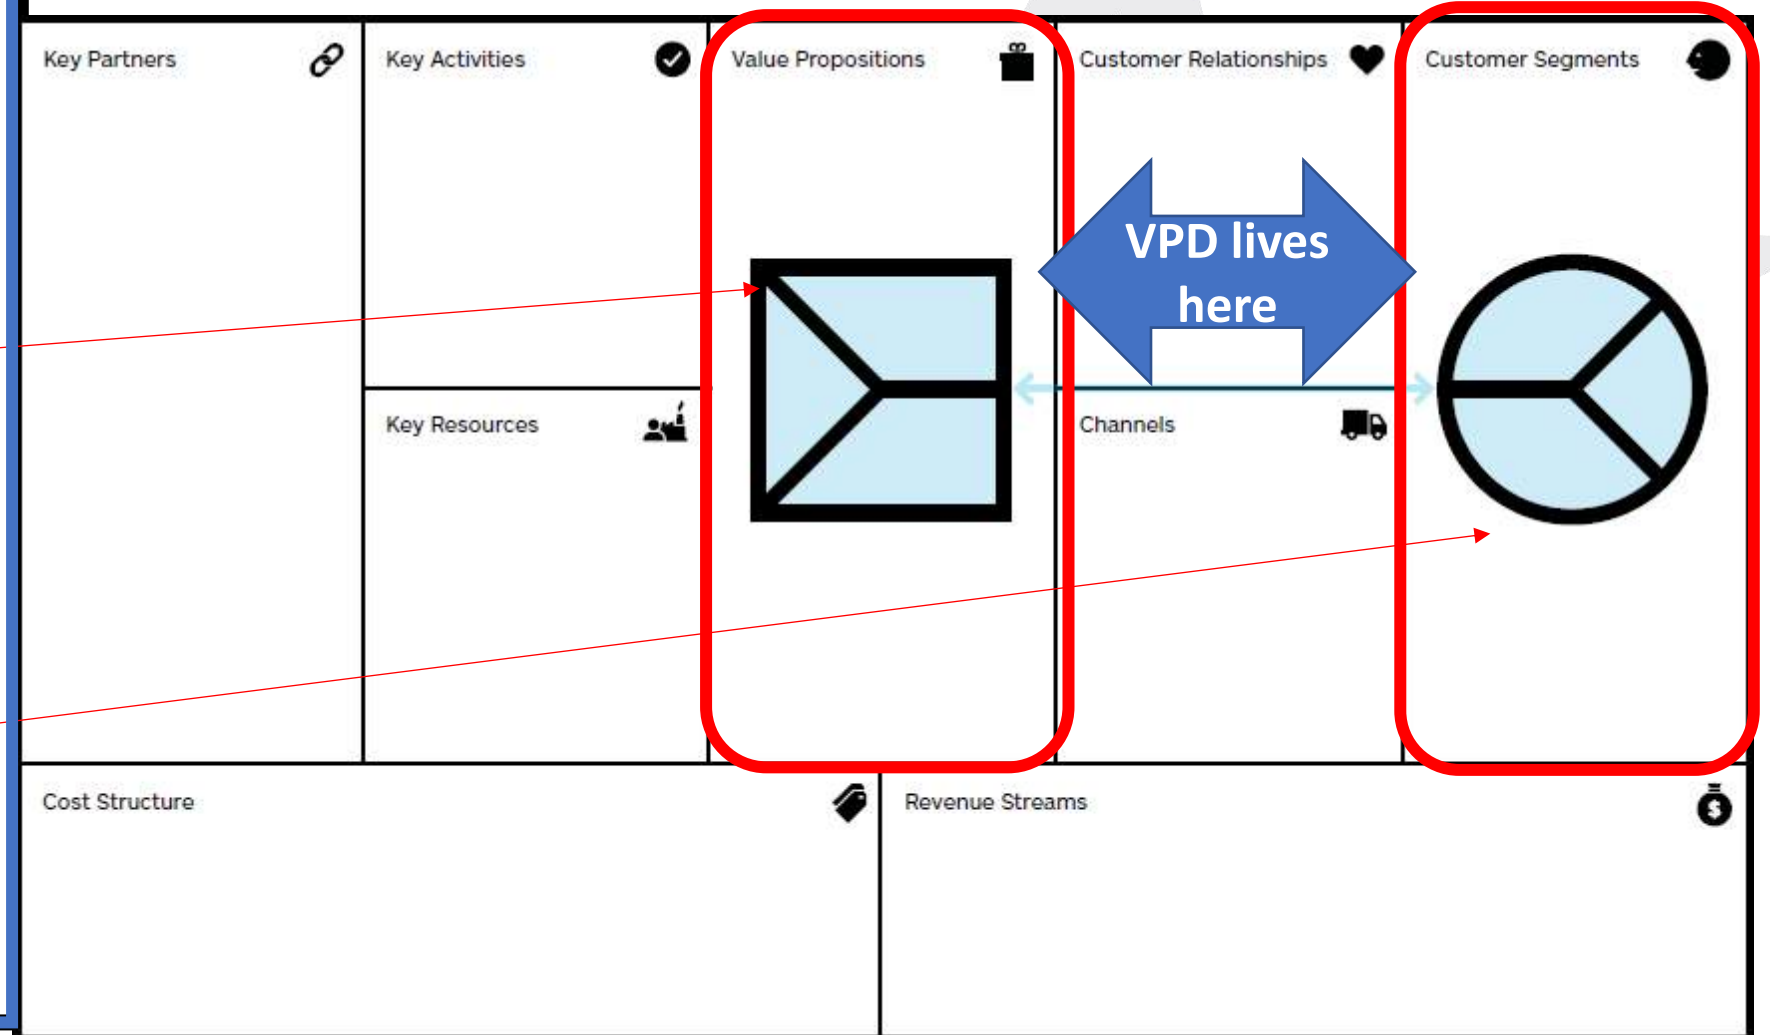 Key Partners
Key Activities
Value Propositions
Customer Relationships
Customer Segments
VPD lives
here
Key Resources
Channels
Cost Structure
Revenue Streams